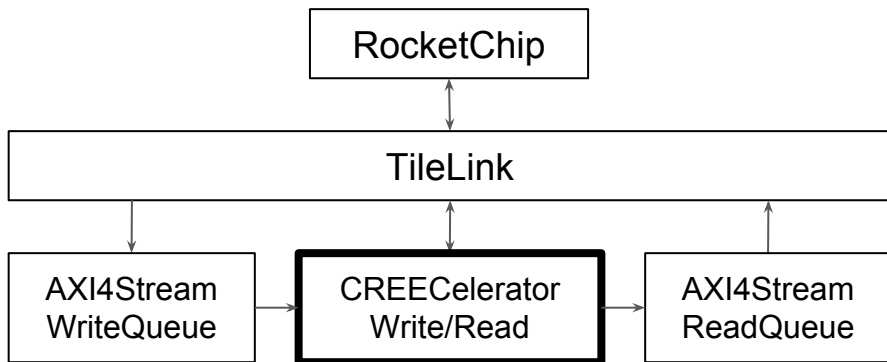 RocketChip
TileLink
AXI4Stream
WriteQueue
CREECelerator
Write/Read
AXI4Stream
ReadQueue